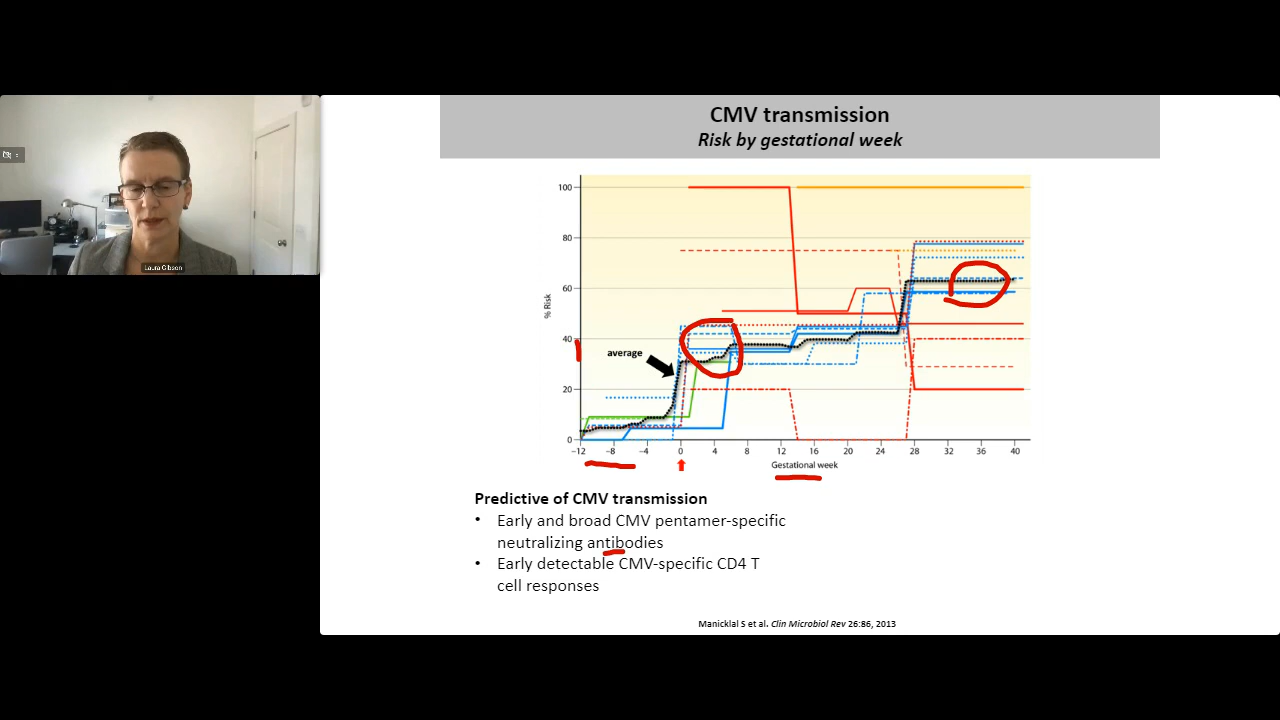 CMV transmission
Risk by gestational week
Laura Gibson
100
80
60
40
20
0
% Risk
average
−12 −8 −4 0 4 8 12 16 20 24 28 32 36 40
Gestational week
Predictive of CMV transmission
• Early and broad CMV pentamer-specific
neutralizing antibodies
• Early detectable CMV-specific CD4 T
cell responses
Manicklal S et al. Clin Microbiol Rev 26:86, 2013